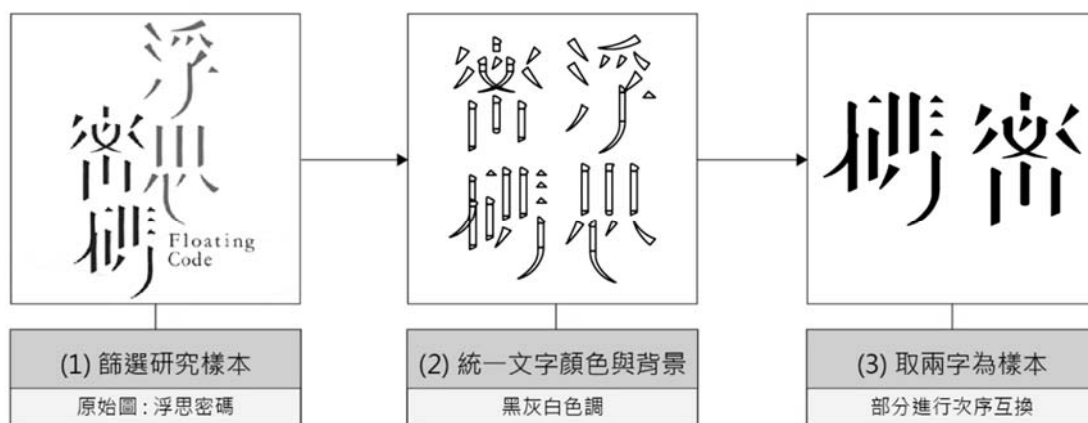 浮思
密碼
Floating
Code
密浮
碼思
碼密
(1) 篩選研究樣本
原始圖:浮思密碼
(2) 統一文字顏色與背景
黑灰白色調
(3) 取兩字為樣本
部分進行次序互換